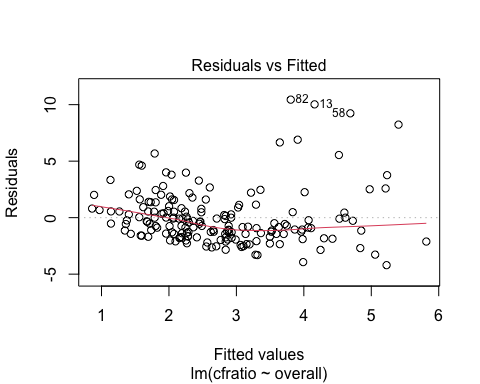 Residuals vs Fitted
Residuals
10
5
0
-5
82
13
58
1 2 3 4 5 6
Fitted values
lm(cfratio ~ overall)